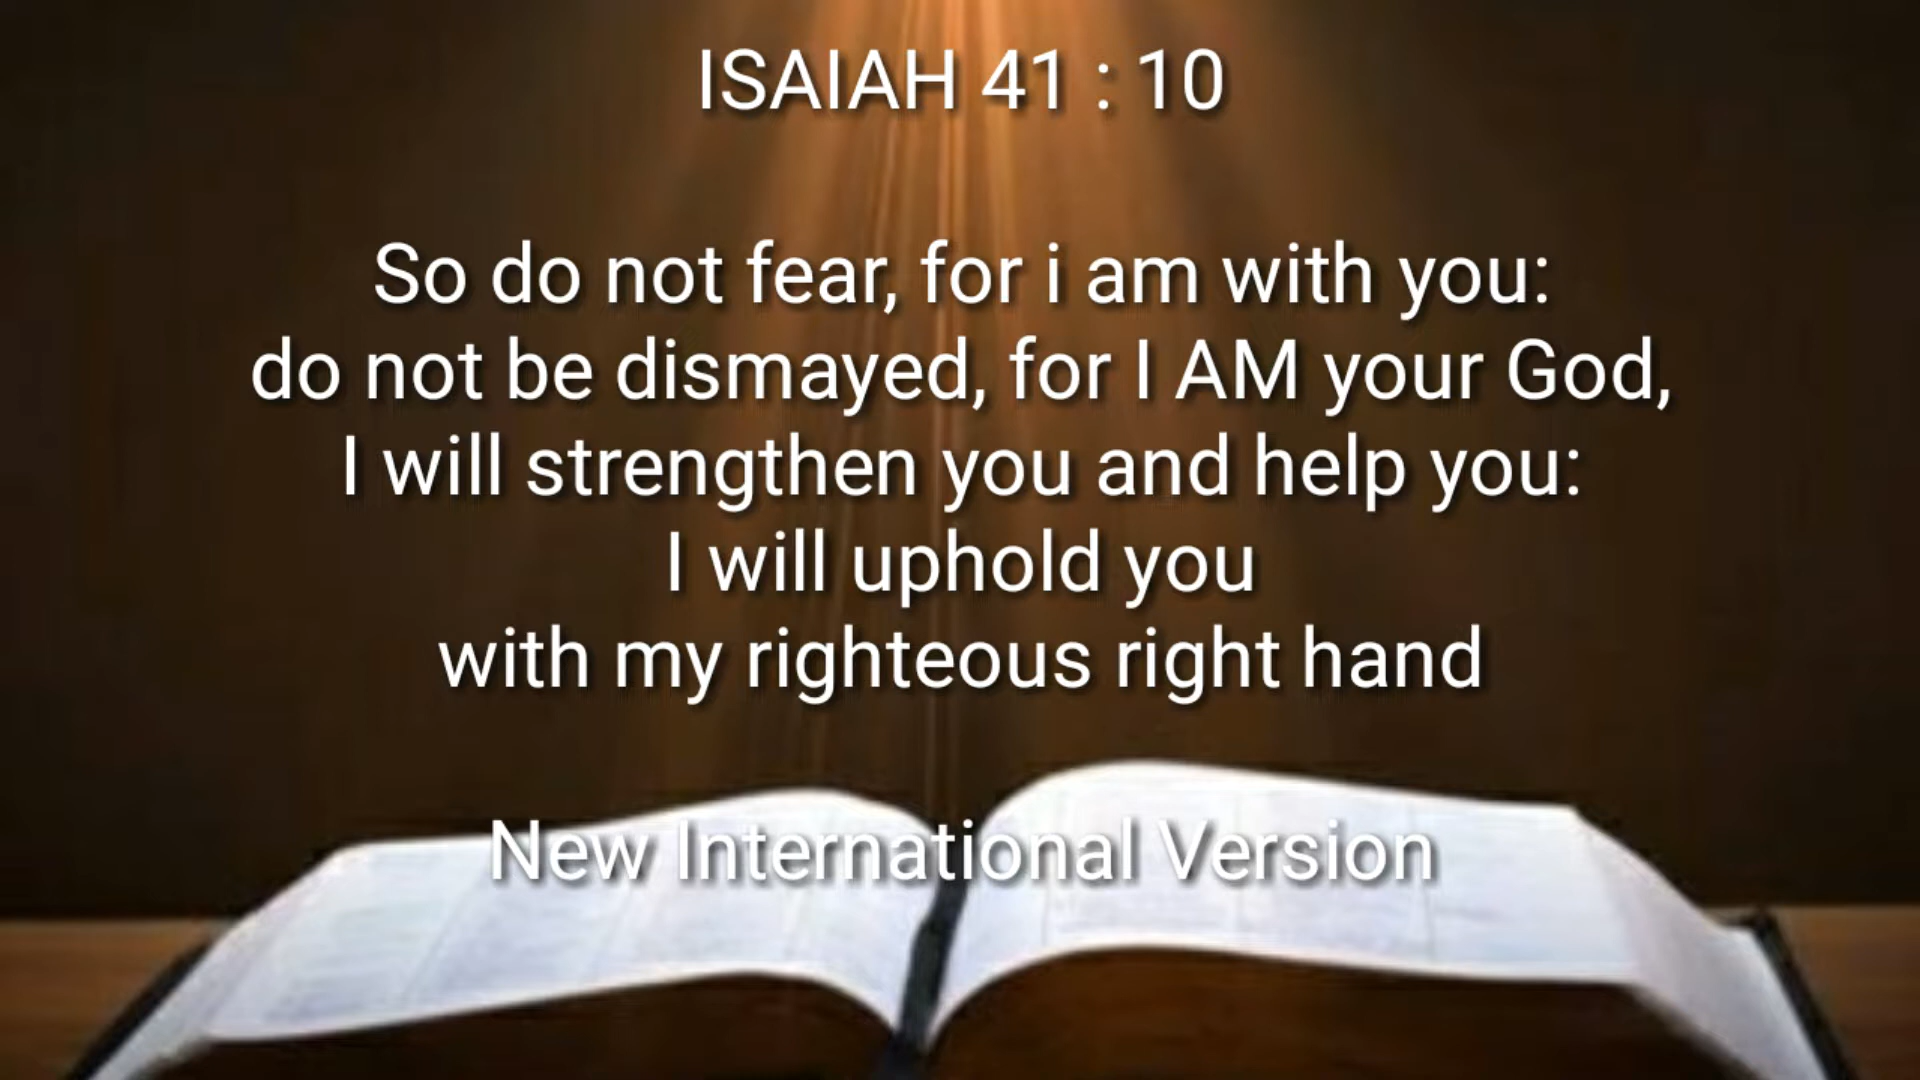 ISAIAH 41 : 10
So do not fear, for i am with you:
do not be dismayed, for I AM your God,
I will strengthen you and help you:
I will uphold you
with my righteous right hand
New International Version